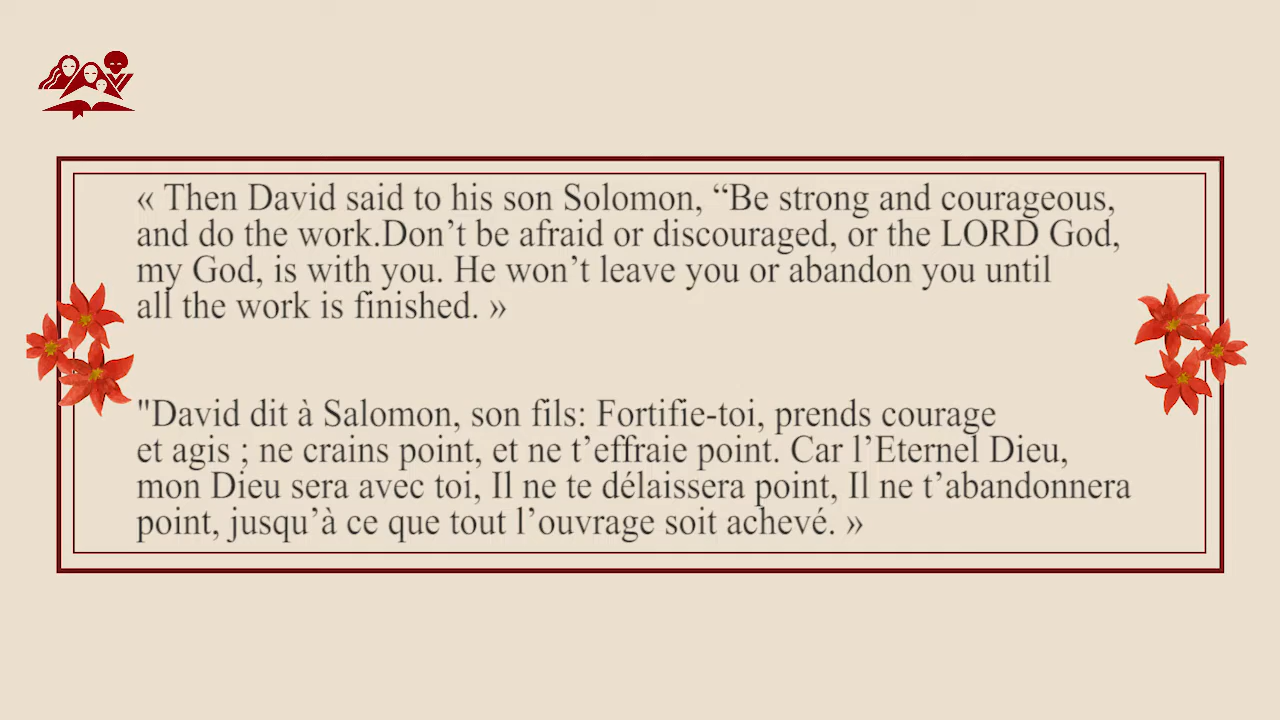 « Then David said to his son Solomon, “Be strong and courageous,
and do the work.Don’t be afraid or discouraged, or the LORD God,
my God, is with you. He won’t leave you or abandon you until
all the work is finished. »
"David dit à Salomon, son fils: Fortifie-toi, prends courage
et agis ; ne crains point, et ne t’effraie point. Car l’Eternel Dieu,
mon Dieu sera avec toi, Il ne te délaissera point, Il ne t’abandonnera
point, jusqu’à ce que tout l’ouvrage soit achevé. »